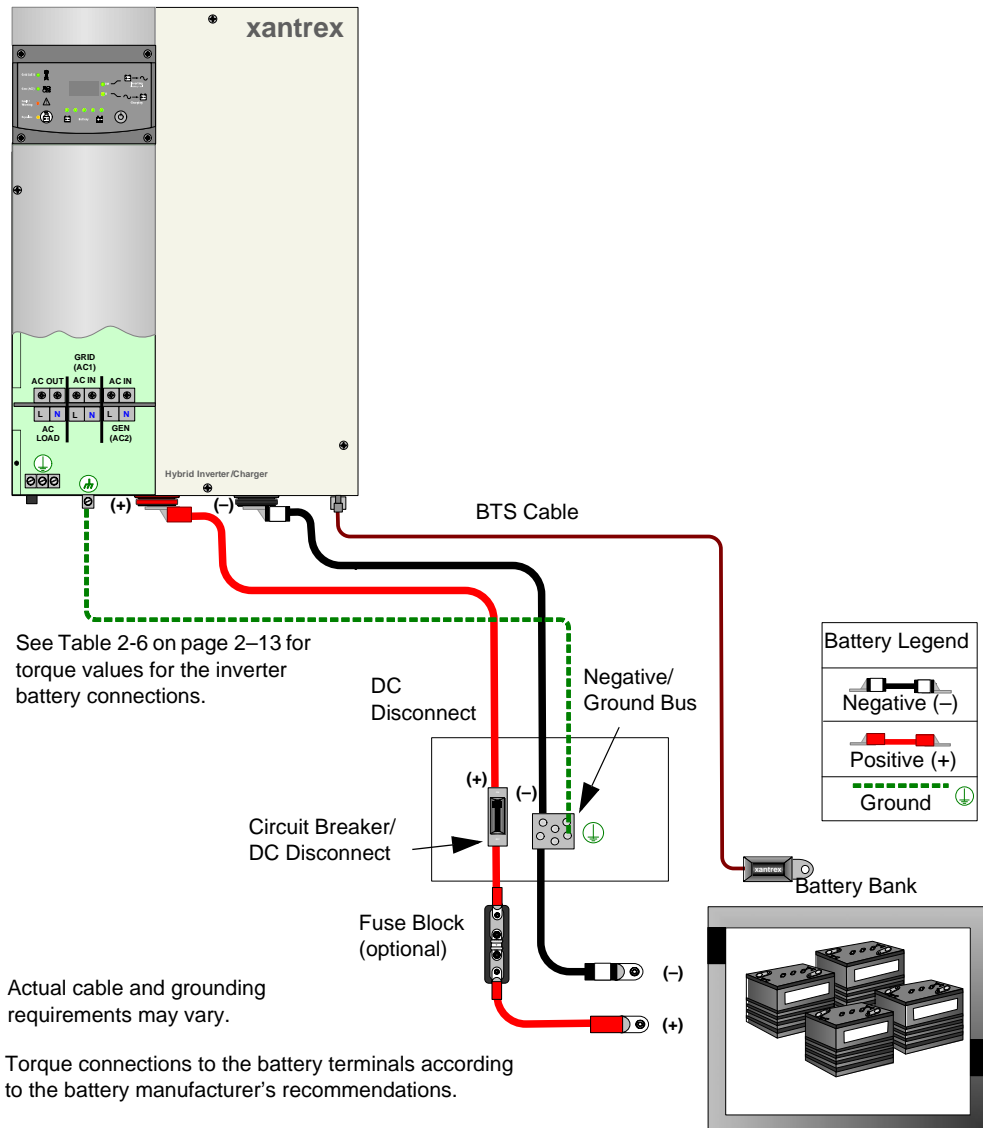 xantrex
GRID
(AC1)
AC OUT AC IN AC IN
L N L N L N
AC
LOAD
GEN
(AC2)
Hybrid Inverter/Charger
(+) (–)
BTS Cable
See Table 2-6 on page 2–13 for
torque values for the inverter
battery connections.
DC
Disconnect
Negative/
Ground Bus
Battery Legend
Negative (–)
Positive (+)
Ground
(+) (–)
Circuit Breaker/
DC Disconnect
xantrex
Battery Bank
Fuse Block
(optional)
(–)
(+)
Actual cable and grounding
requirements may vary.
Torque connections to the battery terminals according
to the battery manufacturer’s recommendations.